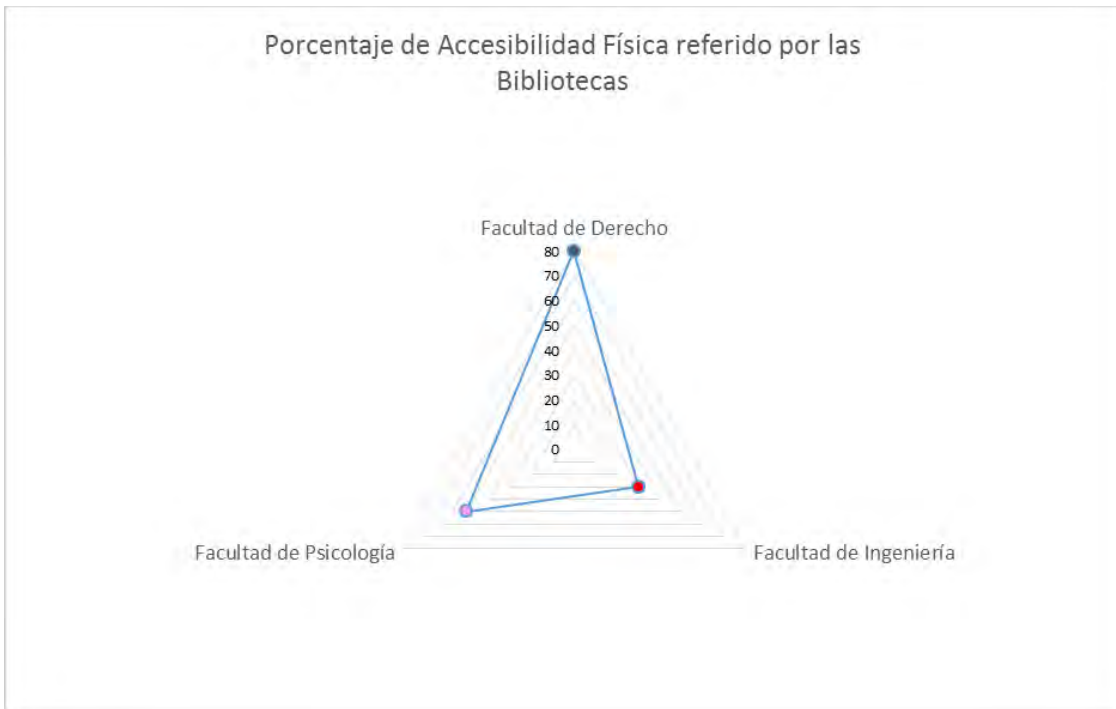 Porcentaje de Accesibilidad Física referido por las
Bibliotecas
Facultad de Derecho
80
70
60
50
40
30
20
10
0
Facultad de Psicología
Facultad de Ingeniería